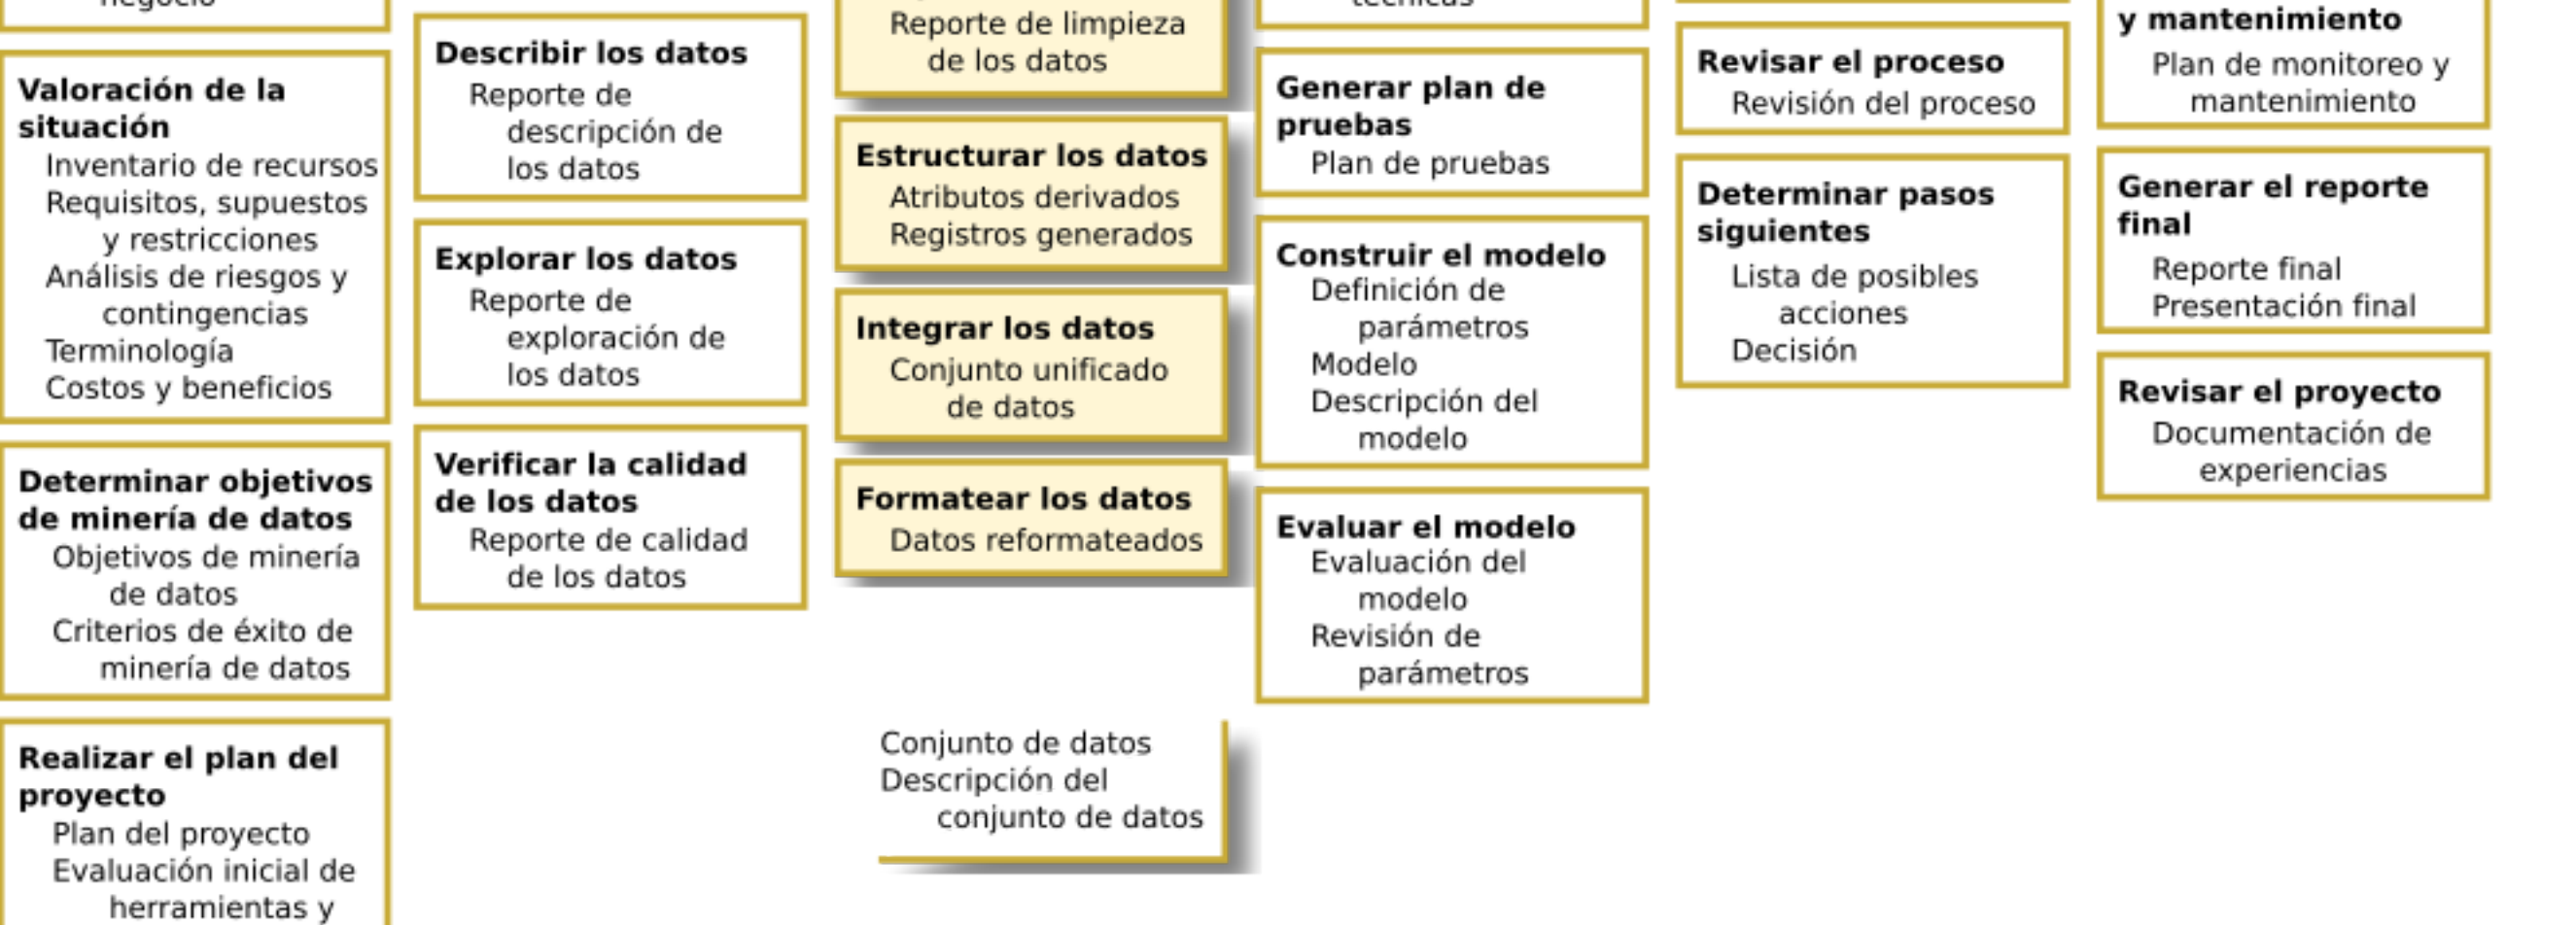 Valoración de la
situación
Inventario de recursos
Requisitos, supuestos
y restricciones
Análisis de riesgos y
contingencias
Terminología
Costos y beneficios
Determinar objetivos
de minería de datos
Objetivos de minería
de datos
Criterios de éxito de
minería de datos
Realizar el plan del
proyecto
Plan del proyecto
Evaluación inicial de
herramientas y
Describir los datos
Reporte de
descripción de
los datos
Explorar los datos
Reporte de
exploración de
los datos
Verificar la calidad
de los datos
Reporte de calidad
de los datos
Reporte de limpieza
de los datos
Estructurar los datos
Atributos derivados
Registros generados
Integrar los datos
Conjunto unificado
de datos
Formatear los datos
Datos reformateados
Conjunto de datos
Descripción del
conjunto de datos
Generar plan de
pruebas
Plan de pruebas
Construir el modelo
Definición de
parámetros
Modelo
Descripción del
modelo
Evaluar el modelo
Evaluación del
modelo
Revisión de
parámetros
Revisar el proceso
Revisión del proceso
Determinar pasos
siguientes
Lista de posibles
acciones
Decisión
y mantenimiento
Plan de monitoreo y
mantenimiento
Generar el reporte
final
Reporte final
Presentación final
Revisar el proyecto
Documentación de
experiencias